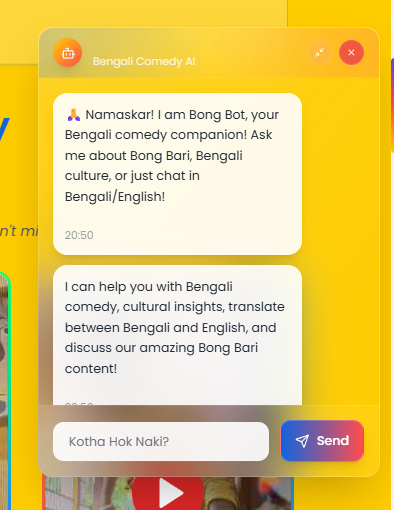 Bengali Comedy AI
🙏 Namaskar! I am Bong Bot, your
Bengali comedy companion! Ask
me about Bong Bari, Bengali
culture, or just chat in
Bengali/English!
20:50
I can help you with Bengali
comedy, cultural insights, translate
between Bengali and English, and
discuss our amazing Bong Bari
content!
Kotha Hok Naki?
Send